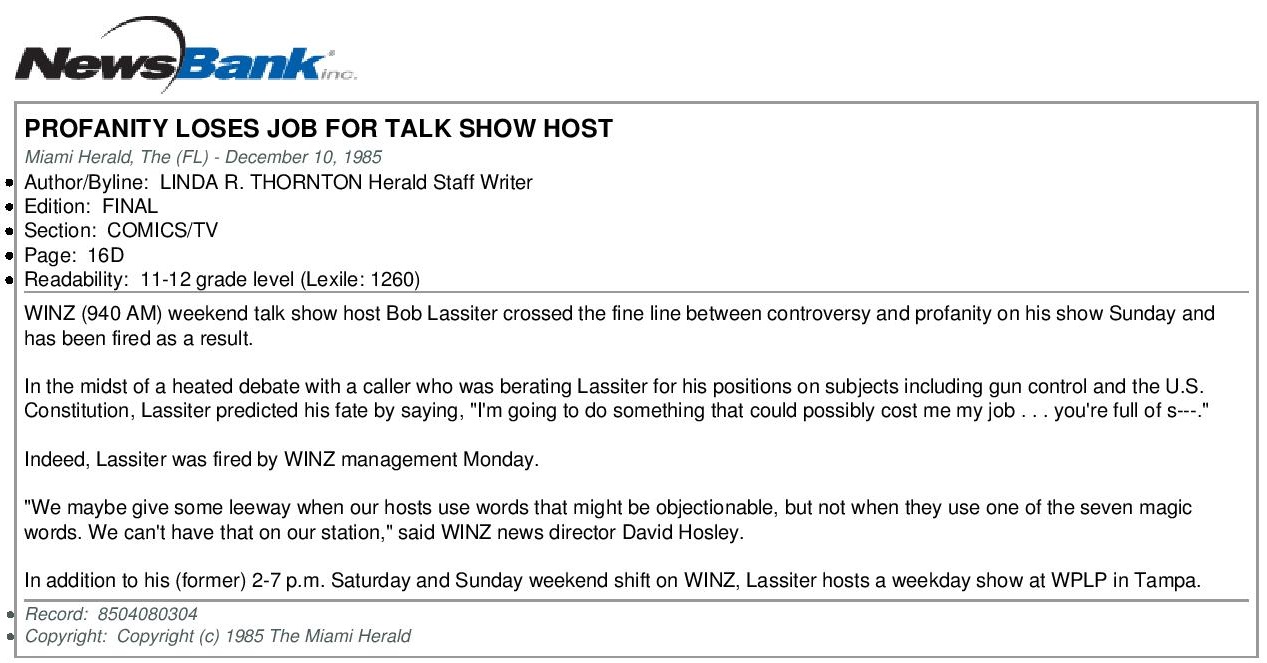 NewsBank inc.
PROFANITY LOSES JOB FOR TALK SHOW HOST
Miami Herald, The (FL) - December 10, 1985
• Author/Byline: LINDA R. THORNTON Herald Staff Writer
• Edition: FINAL
• Section: COMICS/TV
• Page: 16D
• Readability: 11-12 grade level (Lexile: 1260)
WINZ (940 AM) weekend talk show host Bob Lassiter crossed the fine line between controversy and profanity on his show Sunday and
has been fired as a result.
In the midst of a heated debate with a caller who was berating Lassiter for his positions on subjects including gun control and the U.S.
Constitution, Lassiter predicted his fate by saying, "I'm going to do something that could possibly cost me my job . . . you're full of s---."
Indeed, Lassiter was fired by WINZ management Monday.
"We maybe give some leeway when our hosts use words that might be objectionable, but not when they use one of the seven magic
words. We can't have that on our station," said WINZ news director David Hosley.
In addition to his (former) 2-7 p.m. Saturday and Sunday weekend shift on WINZ, Lassiter hosts a weekday show at WPLP in Tampa.
• Record: 8504080304
• Copyright: Copyright (c) 1985 The Miami Herald